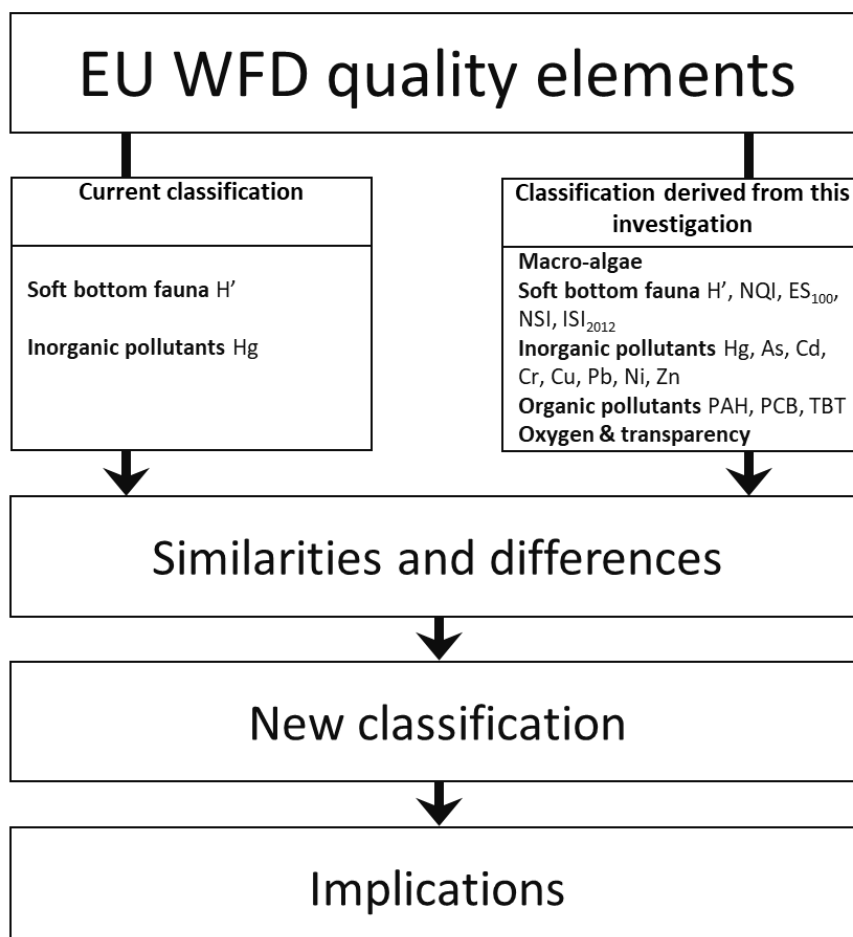 EU WFD quality elements
Current classification
Soft bottom fauna H'
Inorganic pollutants Hg
Classification derived from this
investigation
Macro-algae
Soft bottom fauna H', NQI, ES100,
NSI, ISI2012
Inorganic pollutants Hg, As, Cd,
Cr, Cu, Pb, Ni, Zn
Organic pollutants PAH, PCB, TBT
Oxygen & transparency
Similarities and differences
New classification
Implications